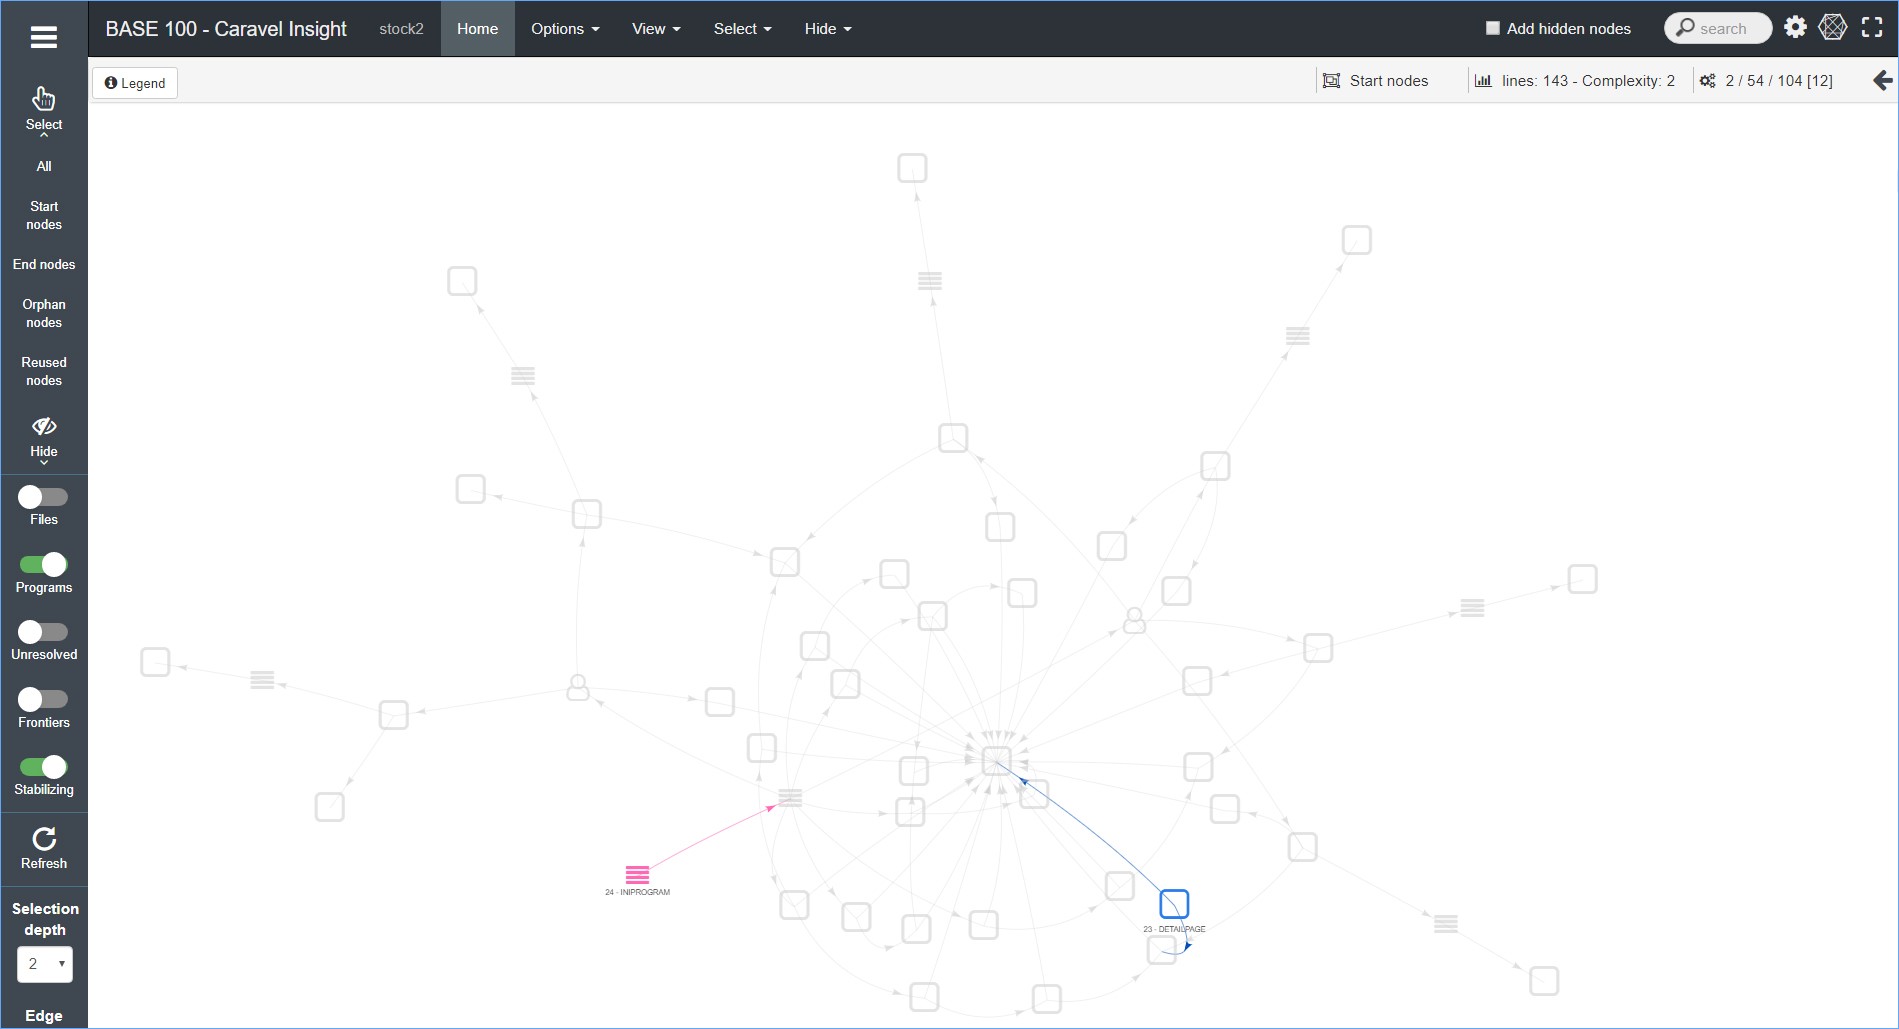 BASE 100 - Caravel Insight stock2 Home Options View Select Hide Add hidden nodes search
Legend Start nodes lines: 143 - Complexity: 2 2 / 54 / 104 [12]
Select
All
Start
nodes
End nodes
Orphan
nodes
Reused
nodes
Hide
Files
Programs
Unresolved
Frontiers
Stabilizing
Refresh
Selection
depth
2
Edge
24 - INIPROGRAM
23 - DETAILPAGE